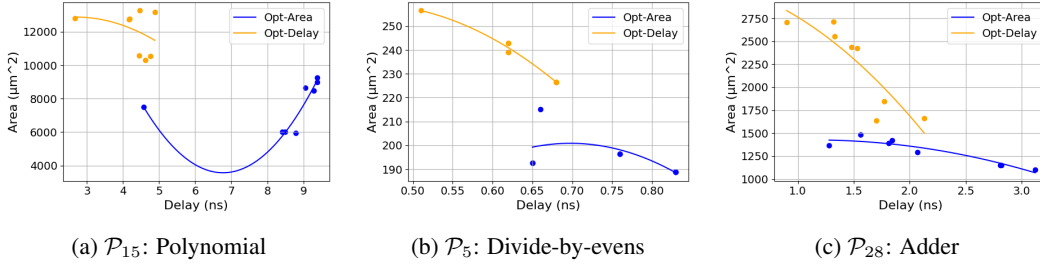 Area (μm^2)
12000
10000
8000
6000
4000
3
4
5
6
7
8
9
Delay (ns)
Opt-Area
Opt-Delay
(a) P15: Polynomial
Area (μm^2)
260
250
240
230
220
210
200
190
0.50
0.55
0.60
0.65
0.70
0.75
0.80
Delay (ns)
Opt-Area
Opt-Delay
(b) P5: Divide-by-evens
Area (μm^2)
2750
2500
2250
2000
1750
1500
1250
1000
1.0
1.5
2.0
2.5
3.0
Delay (ns)
Opt-Area
Opt-Delay
(c) P28: Adder